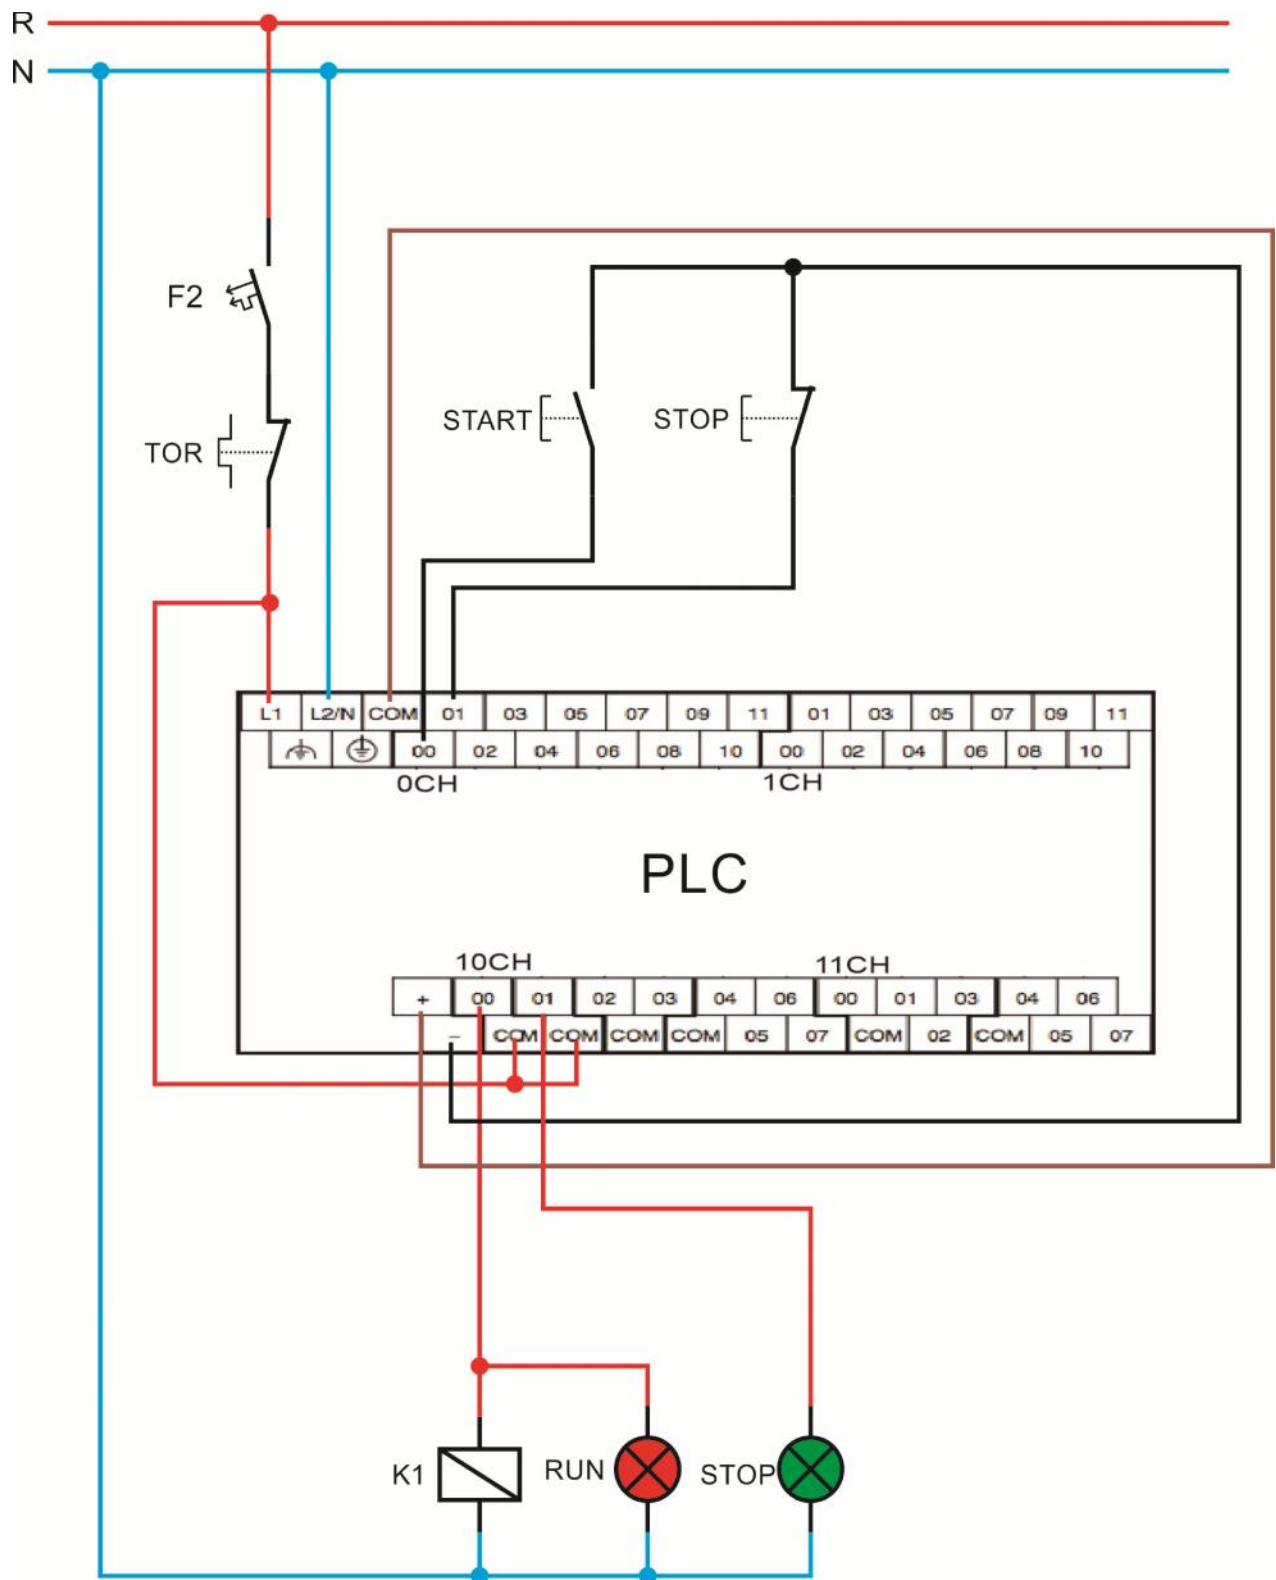 R
N
F2
START
STOP
TOR
L1 L2/N COM 01 03 05 07 09 11 01 03 05 07 09 11
00 02 04 06 08 10 00 02 04 06 08 10
0CH 1CH
PLC
10CH 11CH
+ 00 01 02 03 04 06 00 01 03 04 06
– COM COM COM COM 05 07 COM 02 COM 05 07
K1 RUN STOP